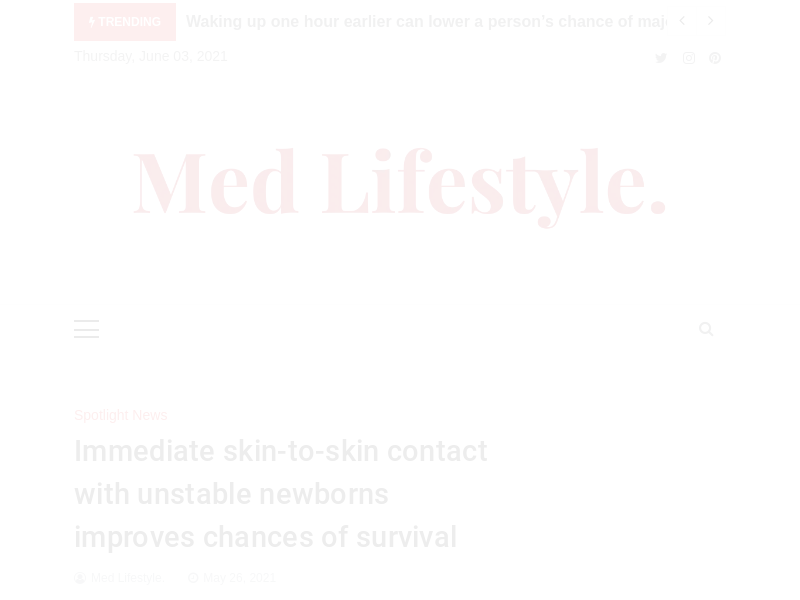 TRENDING
Waking up one hour earlier can lower a person's chance of maj
Thursday, June 03, 2021
Med Lifestyle.
Spotlight News
Immediate skin-to-skin contact
with unstable newborns
improves chances of survival
Med Lifestyle May 26, 2021